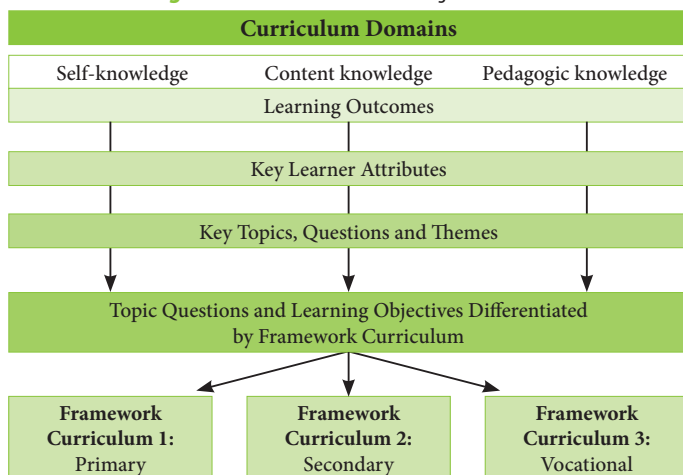 Curriculum Domains
Self-knowledge Content knowledge Pedagogic knowledge
Learning Outcomes
Key Learner Attributes
Key Topics, Questions and Themes
Topic Questions and Learning Objectives Differentiated
by Framework Curriculum
Framework
Curriculum 1:
Primary
Framework
Curriculum 2:
Secondary
Framework
Curriculum 3:
Vocational